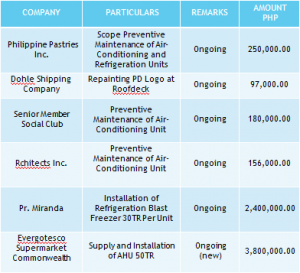 COMPANY PARTICULARS REMARKS AMOUNT
PHP
Philippine Pastries
Inc.
Scope Preventive
Maintenance of Air-
Conditioning and
Refrigeration Units
Ongoing
250,000.00
Dohle Shipping
Company
Repainting PD Logo at
Roofdeck
Ongoing
97,000.00
Senior Member
Social Club
Preventive
Maintenance of Air-
Conditioning Unit
Ongoing
180,000.00
Rchitects Inc.
Preventive
Maintenance of Air-
Conditioning Unit
Ongoing
156,000.00
Pr. Miranda
Installation of
Refrigeration Blast
Freezer 30TR Per Unit
Ongoing
2,400,000.00
Evergotesco
Supermarket
Commonwealth
Supply and Installation
of AHU 50TR
Ongoing
(new)
3,800,000.00